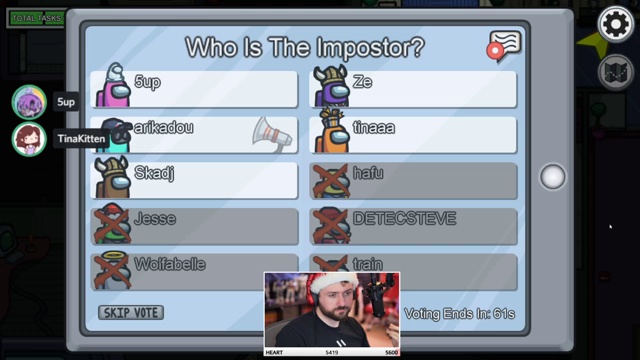 TOTAL TASKS
Who Is The Impostor?
5up
Ze
5up
TinaKitten
arikadou
tinaaa
Skadj
hafu
Jesse
DETECSTEVE
Wolfabelle
train
SKIP VOTE
Voting Ends In: 61s
HEART 5419 5600